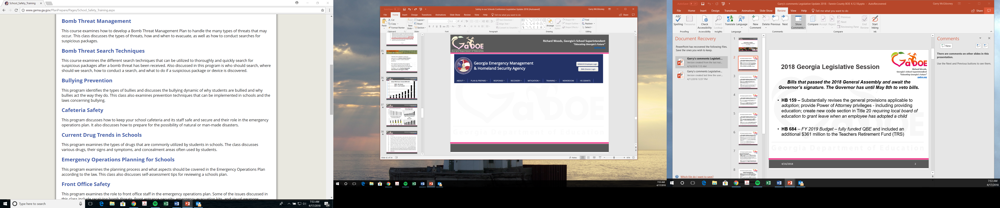 School_Safety_Training
www.gema.ga.gov/PlanPrepare/Pages/School_Safety_Training.aspx
Bomb Threat Management
This course examines how to develop a Bomb Threat Management Plan to handle the many types of threats that may
occur. This class discusses the types of threats, how and when to evacuate, as well as how to conduct searches for
suspicious packages.
Bomb Threat Search Techniques
This course examines the different search techniques that can be utilized to thoroughly and quickly search for
suspicious packages after a bomb threat has been received. Also discussed in this program is who should search, where
should we search, how to conduct a search, and what to do if a suspicious package or device is discovered.
Bullying Prevention
This program identifies the types of bullies and discusses the bullying dynamic of why students are bullied and why
bullies act the way they do. This class also examines prevention techniques that can be implemented in schools and the
laws concerning bullying.
Cafeteria Safety
This program discusses how to keep your school cafeteria and its staff safe and secure and their role in the emergency
operations plan. It also discusses how to prepare for the possibility of natural or man-made disasters.
Current Drug Trends in Schools
This program examines the types of drugs that are commonly utilized by students in schools. The class discusses
various drugs, their signs and symptoms, and concealment areas often used by students.
Emergency Operations Planning for Schools
This program examines the planning process and what aspects should be covered in the Emergency Operations Plan
according to the law. This class also discusses self-assessment tips for reviewing a schools plan.
Front Office Safety
This program examines the role to front office staff in the emergency operations plan. Some of the issues discussed in
this class include receiving bomb threats, front entrance security, emergency evacuation kits, and visual weapons
Type here to search
7:53 AM
4/17/2018
24
AutoSave
Safety in our Schools Conference Legislative Update 2018 [Autosaved]
Garry McGiboney
File Home Insert Design Transitions Animations Slide Show Review View Help Tell me what you want to do
Share
Paste
Cut
Copy
Format Painter
Clipboard
New
Slide
Layout
Reset
Section
Slides
Font
Text Direction
Align Text
Convert to SmartArt
Paragraph
Arrange
Quick
Styles
Shape Fill
Shape Outline
Shape Effects
Drawing
Find
Replace
Select
Editing
35
36
37
38
GaDOE
Georgia Department of Education
Richard Woods, Georgia's School Superintendent
"Educating Georgia's Future"
Georgia Emergency Management
& Homeland Security Agency
GEMA/HS Employee Login
EMA Director Login
ABOUT PLAN & PREPARE RESPONSE RECOVERY MITIGATION TRAINING NEWSROOM HS GRANTS
GaDOE
Georgia Department of Education
Slide 42 of 54
Notes
95%
7:53 AM
4/17/2018
AutoSave
Garry's comments Legislative Update 2018 - Fannin County BOE 4.12.18.pptx - AutoRecovered
Garry McGiboney
File Home Insert Design Transitions Animations Slide Show Review View Help Tell me what you want to do
Share
ABC
Spelling
Thesaurus
Proofing
Check
Accessibility
Accessibility
Smart
Lookup
Insights
Translate
Language
Language
New
Comment
Delete
Previous
Next
Show
Comments
Comments
Compare
Accept
Reject
Previous
Next
Reviewing Pane
Compare
End
Review
Start
Inking
Ink
Document Recovery
PowerPoint has recovered the following files.
Save the ones you wish to keep.
Garry's comments Legislati...
Version created from the last Aut...
4/16/2018 7:15 AM
Garry's comments Legislative...
Version created last time the user...
4/11/2018 12:57 PM
Which file do I want to save?
1
2
3
4
5
6
7
8
2018 Georgia Legislative Session
GaDOE
Richard Woods,
Georgia's School Superintendent
"Educating Georgia's Future"
gadoe.org
Bills that passed the 2018 General Assembly and await the
Governor's signature. The Governor has until May 8th to veto bills.
• HB 159 – Substantially revises the general provisions applicable to
adoption; provide Power of Attorney privileges - including providing
education; create new code section in Title 20 requiring local board of
education to grant leave when an employee has adopted a child
• HB 684 – FY 2019 Budget – fully funded QBE and included an
additional $361 million to the Teachers Retirement Fund (TRS)
Georgia Department of Education
4/16/2018
2
Comments
New
There are comments on other slides in this
presentation.
Use the Next and Previous buttons to see them.
7:53 AM
4/17/2018